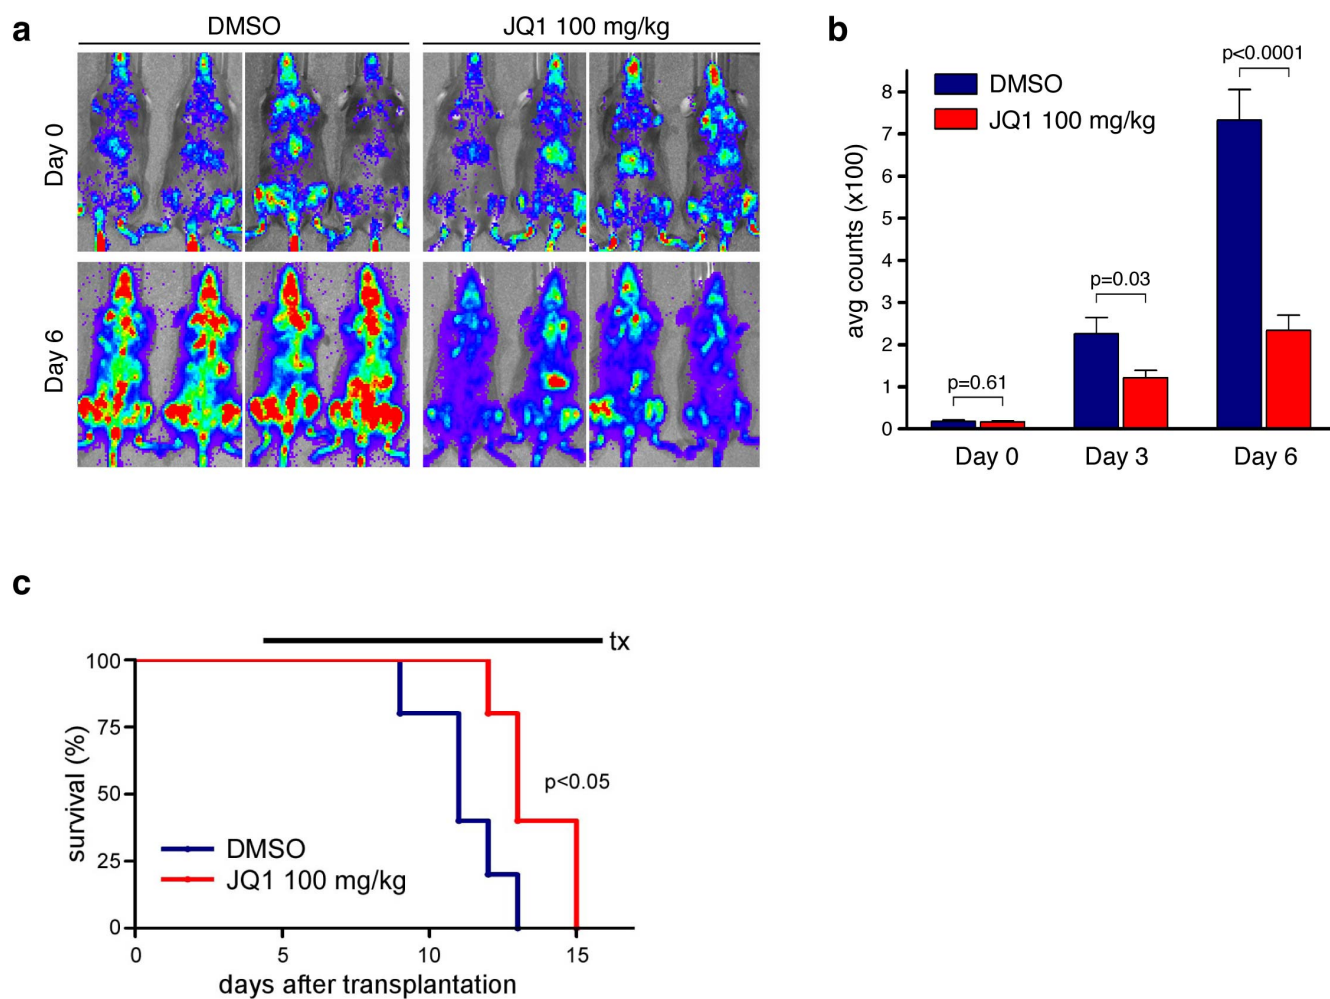 a
DMSO
JQ1 100 mg/kg
Day 0
Day 6
b
avg counts (x100)
8
7
6
5
4
3
2
1
0
DMSO
JQ1 100 mg/kg
p=0.61
p=0.03
p<0.0001
Day 0
Day 3
Day 6
c
tx
survival (%)
100
75
50
25
0
p<0.05
DMSO
JQ1 100 mg/kg
0
5
10
15
days after transplantation